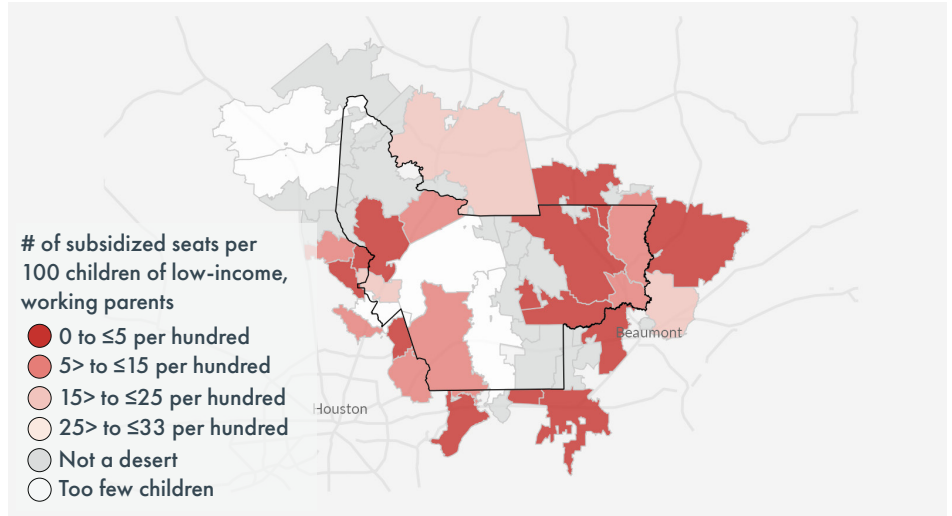 # of subsidized seats per
100 children of low-income,
working parents
0 to ≤5 per hundred
5> to ≤15 per hundred
15> to ≤25 per hundred
25> to ≤33 per hundred
Not a desert
Too few children
Beaumont
Houston